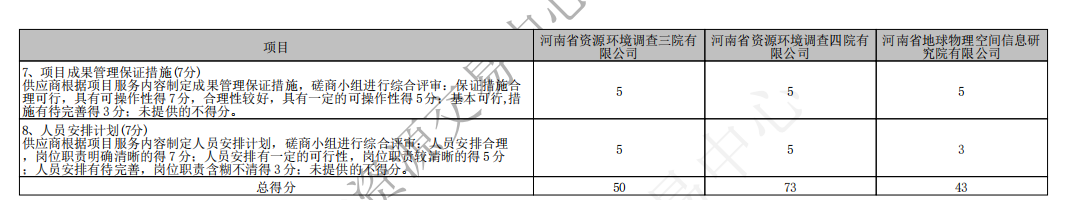 项目
河南省资源环境调查三院有
限公司
河南省资源环境调查四院有
限公司
河南省地球物理空间信息研
究院有限公司
7、项目成果管理保证措施(7分)
供应商根据项目服务内容制定成果管理保证措施，磋商小组进行综合评审：保证措施合
理可行，具有可操作性得7分，合理性较好，具有一定的可操作性得5分；基本可行,措
施有待完善得3分；未提供的不得分。
5
5
5
8、人员安排计划(7分)
供应商根据项目服务内容制定人员安排计划，磋商小组进行综合评审：人员安排合理
，岗位职责明确清晰的得7分；人员安排有一定的可行性，岗位职责较清晰的得5分
；人员安排有待完善，岗位职责含糊不清得3分；未提供的不得分。
5
5
3
总得分
50
73
43
资源交易中心
易中心